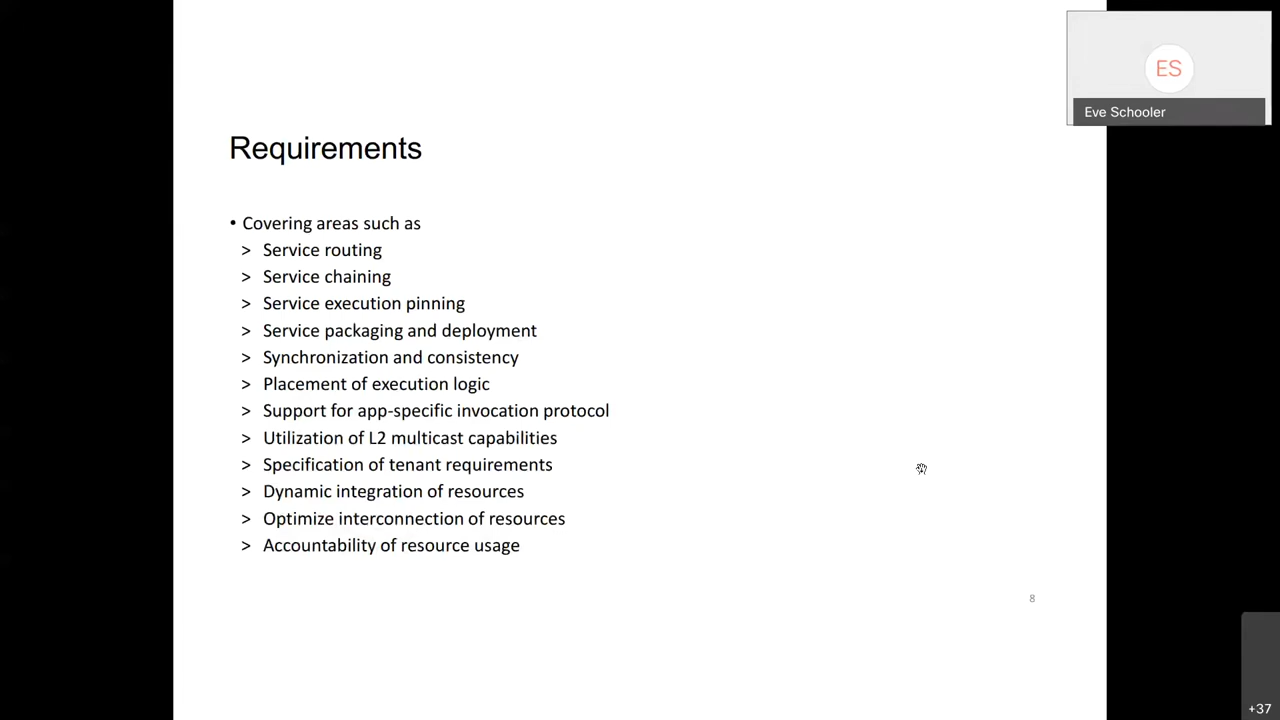 ES
Eve Schooler
Requirements
• Covering areas such as
> Service routing
> Service chaining
> Service execution pinning
> Service packaging and deployment
> Synchronization and consistency
> Placement of execution logic
> Support for app-specific invocation protocol
> Utilization of L2 multicast capabilities
> Specification of tenant requirements
> Dynamic integration of resources
> Optimize interconnection of resources
> Accountability of resource usage
8
+37